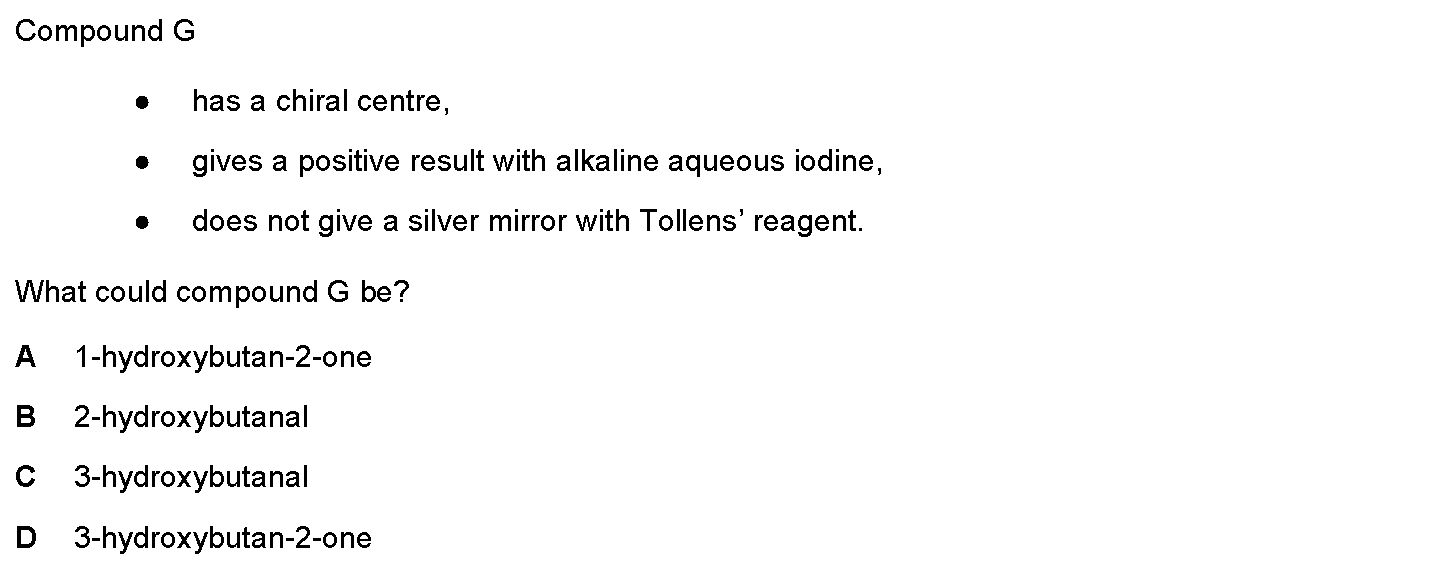 Compound G
● has a chiral centre,
● gives a positive result with alkaline aqueous iodine,
● does not give a silver mirror with Tollens’ reagent.
What could compound G be?
A 1-hydroxybutan-2-one
B 2-hydroxybutanal
C 3-hydroxybutanal
D 3-hydroxybutan-2-one